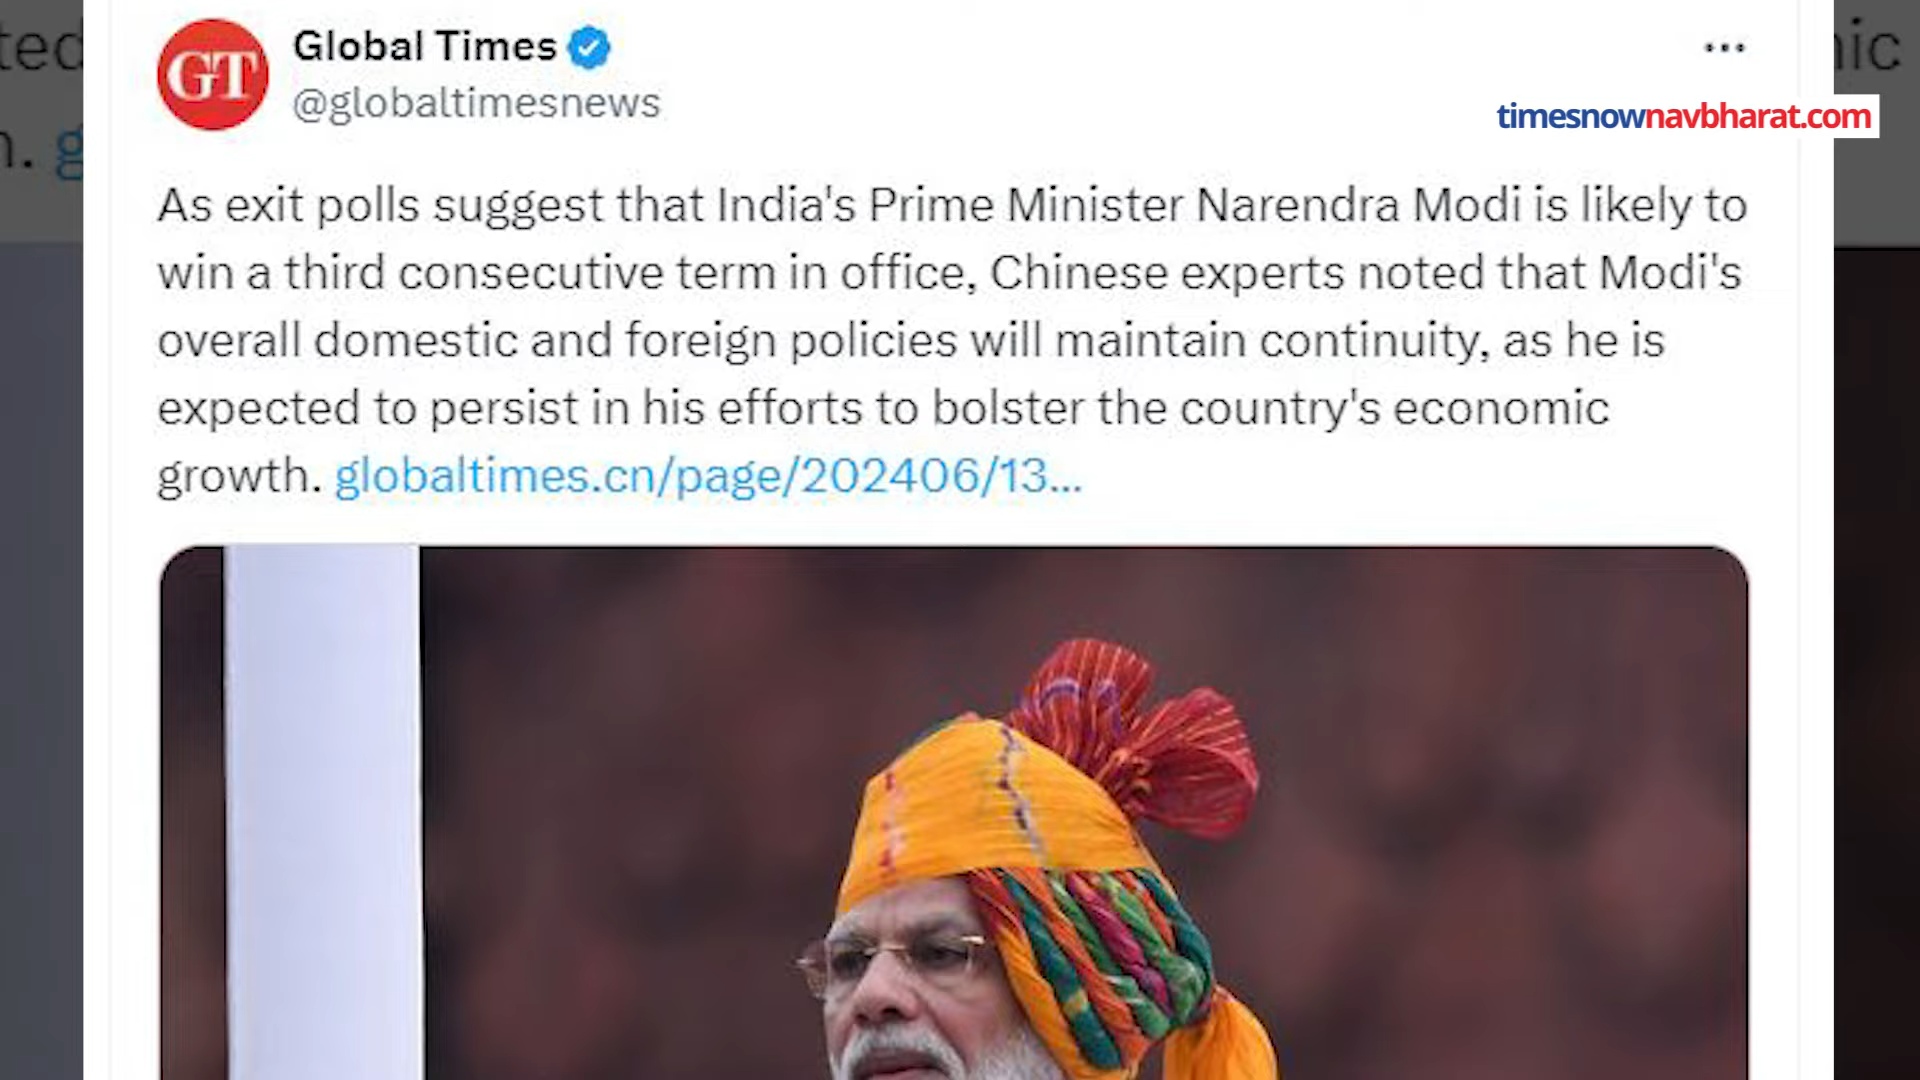 GT
Global Times
@globaltimesnews
timesnownavbharat.com
As exit polls suggest that India's Prime Minister Narendra Modi is likely to
win a third consecutive term in office, Chinese experts noted that Modi's
overall domestic and foreign policies will maintain continuity, as he is
expected to persist in his efforts to bolster the country's economic
growth. globaltimes.cn/page/202406/13...